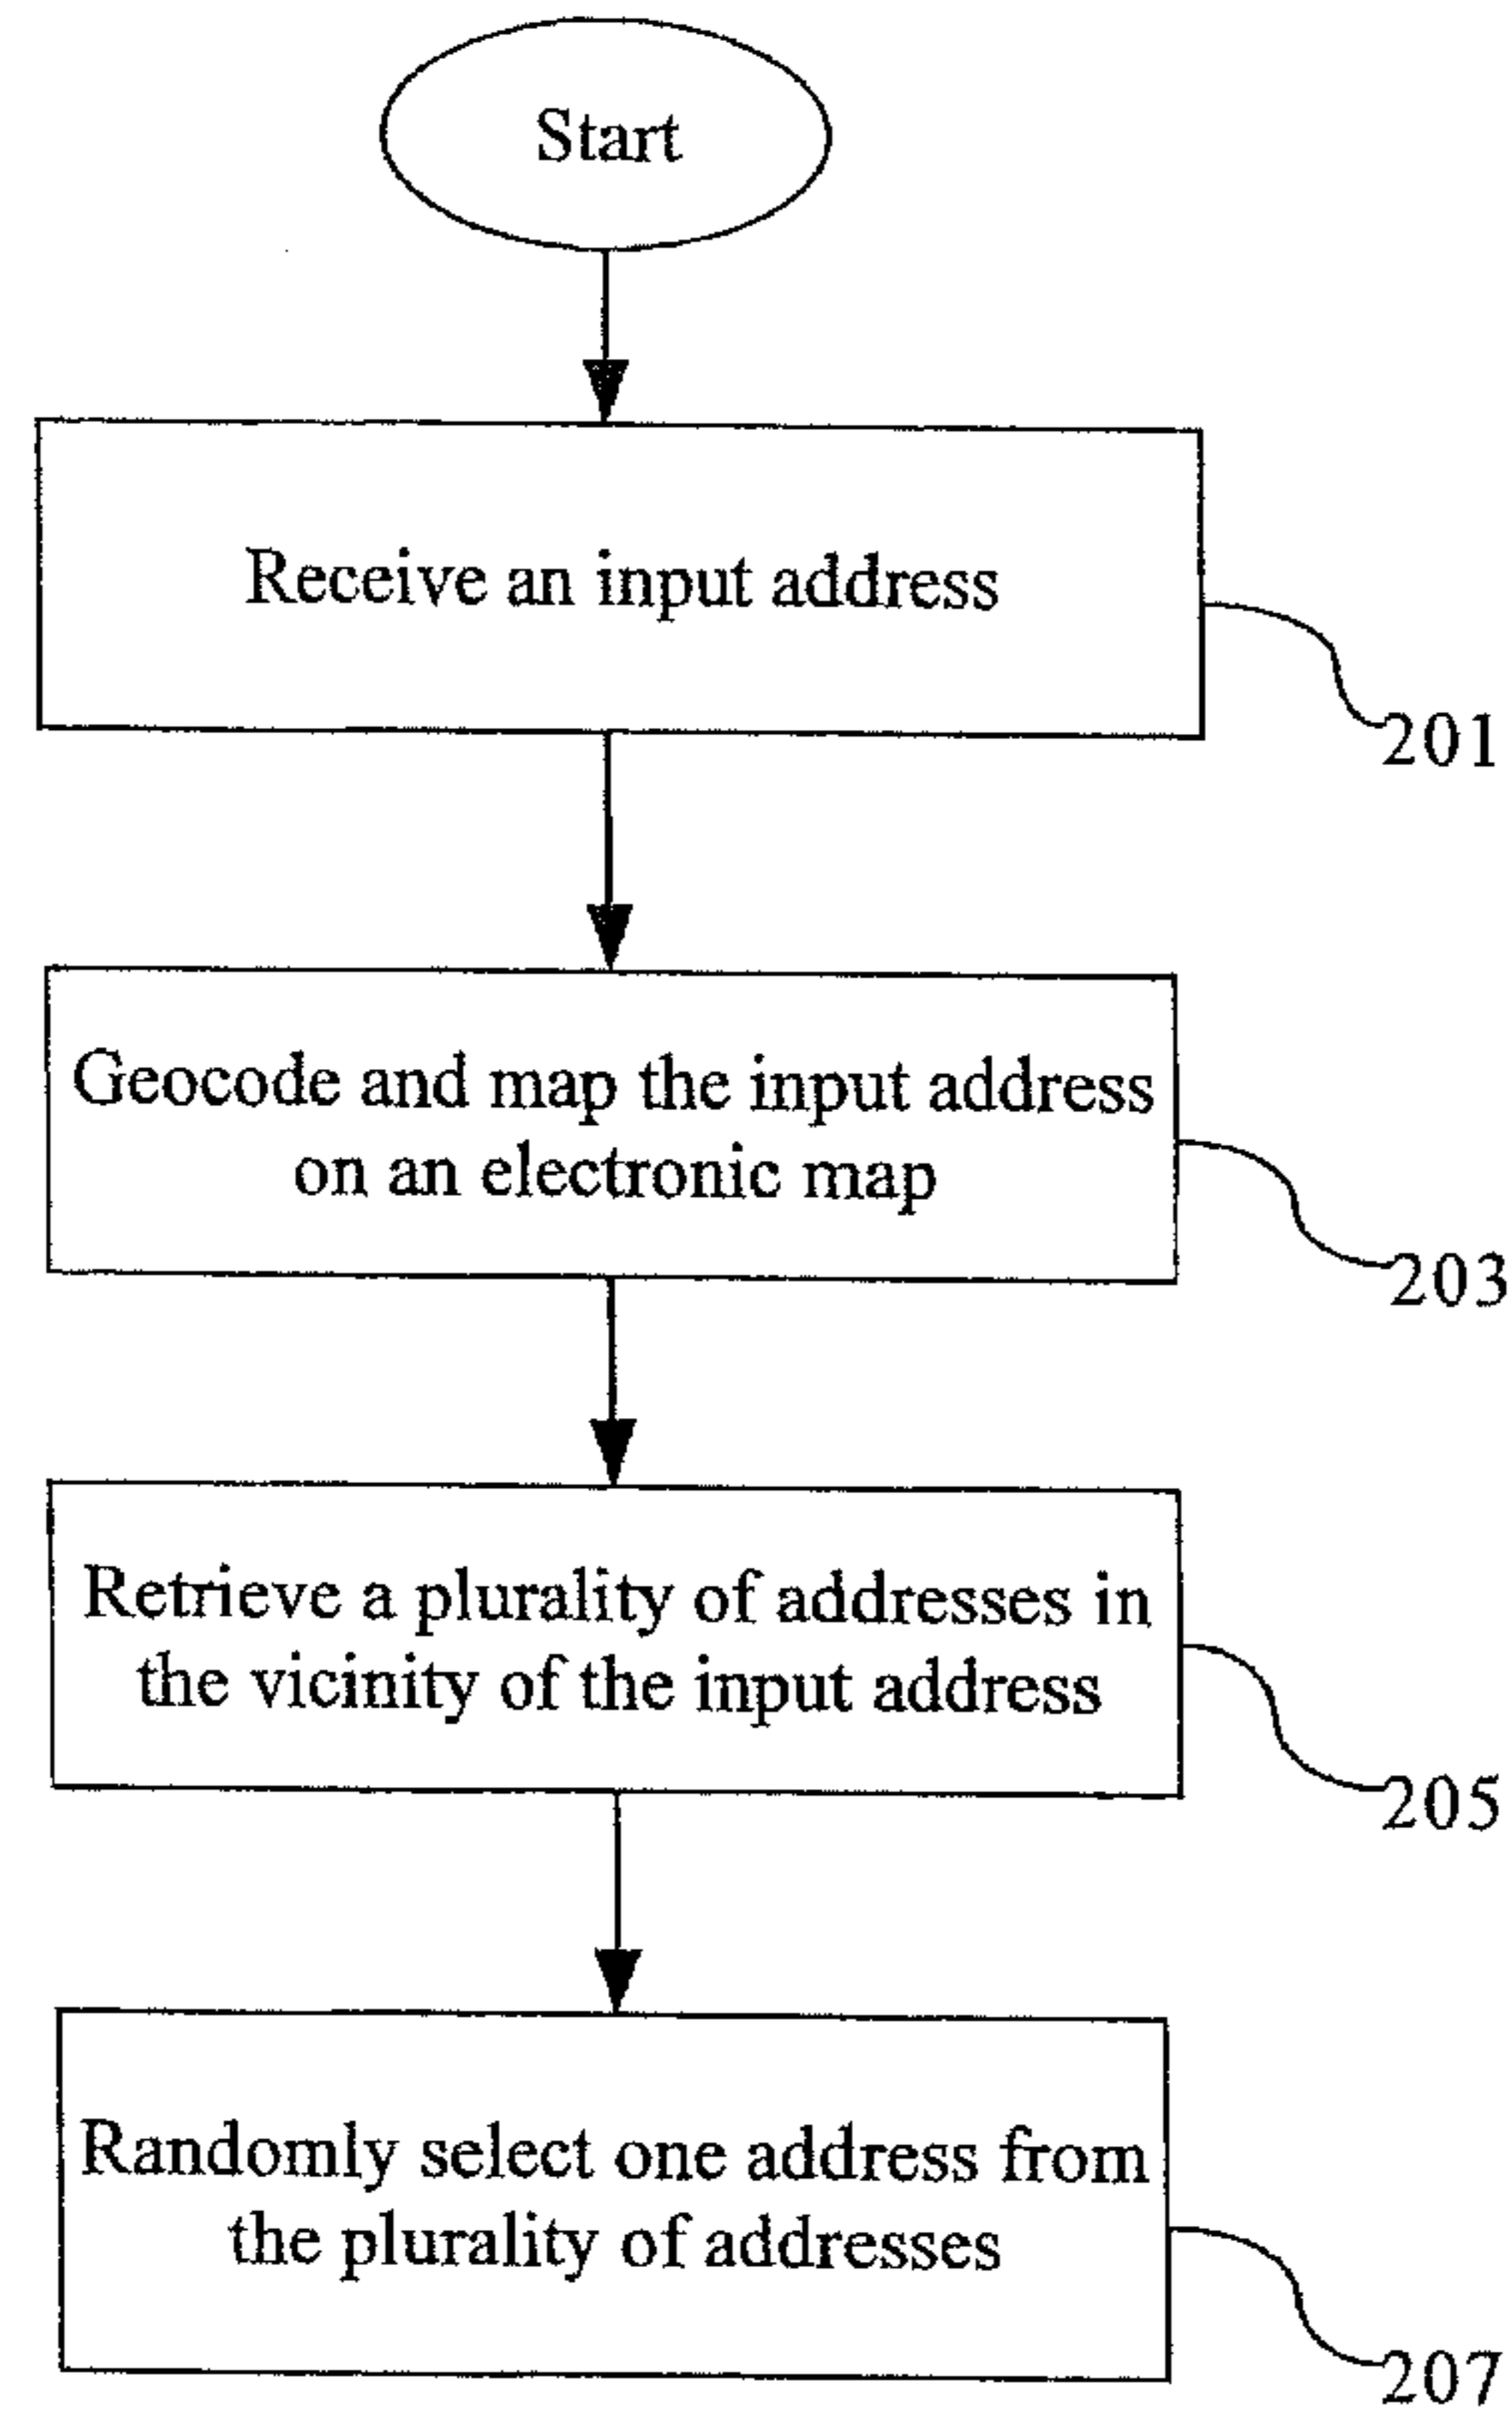 Start
Receive an input address
201
Geocode and map the input address
on an electronic map
203
Retrieve a plurality of addresses in
the vicinity of the input address
205
Randomly select one address from
the plurality of addresses
207